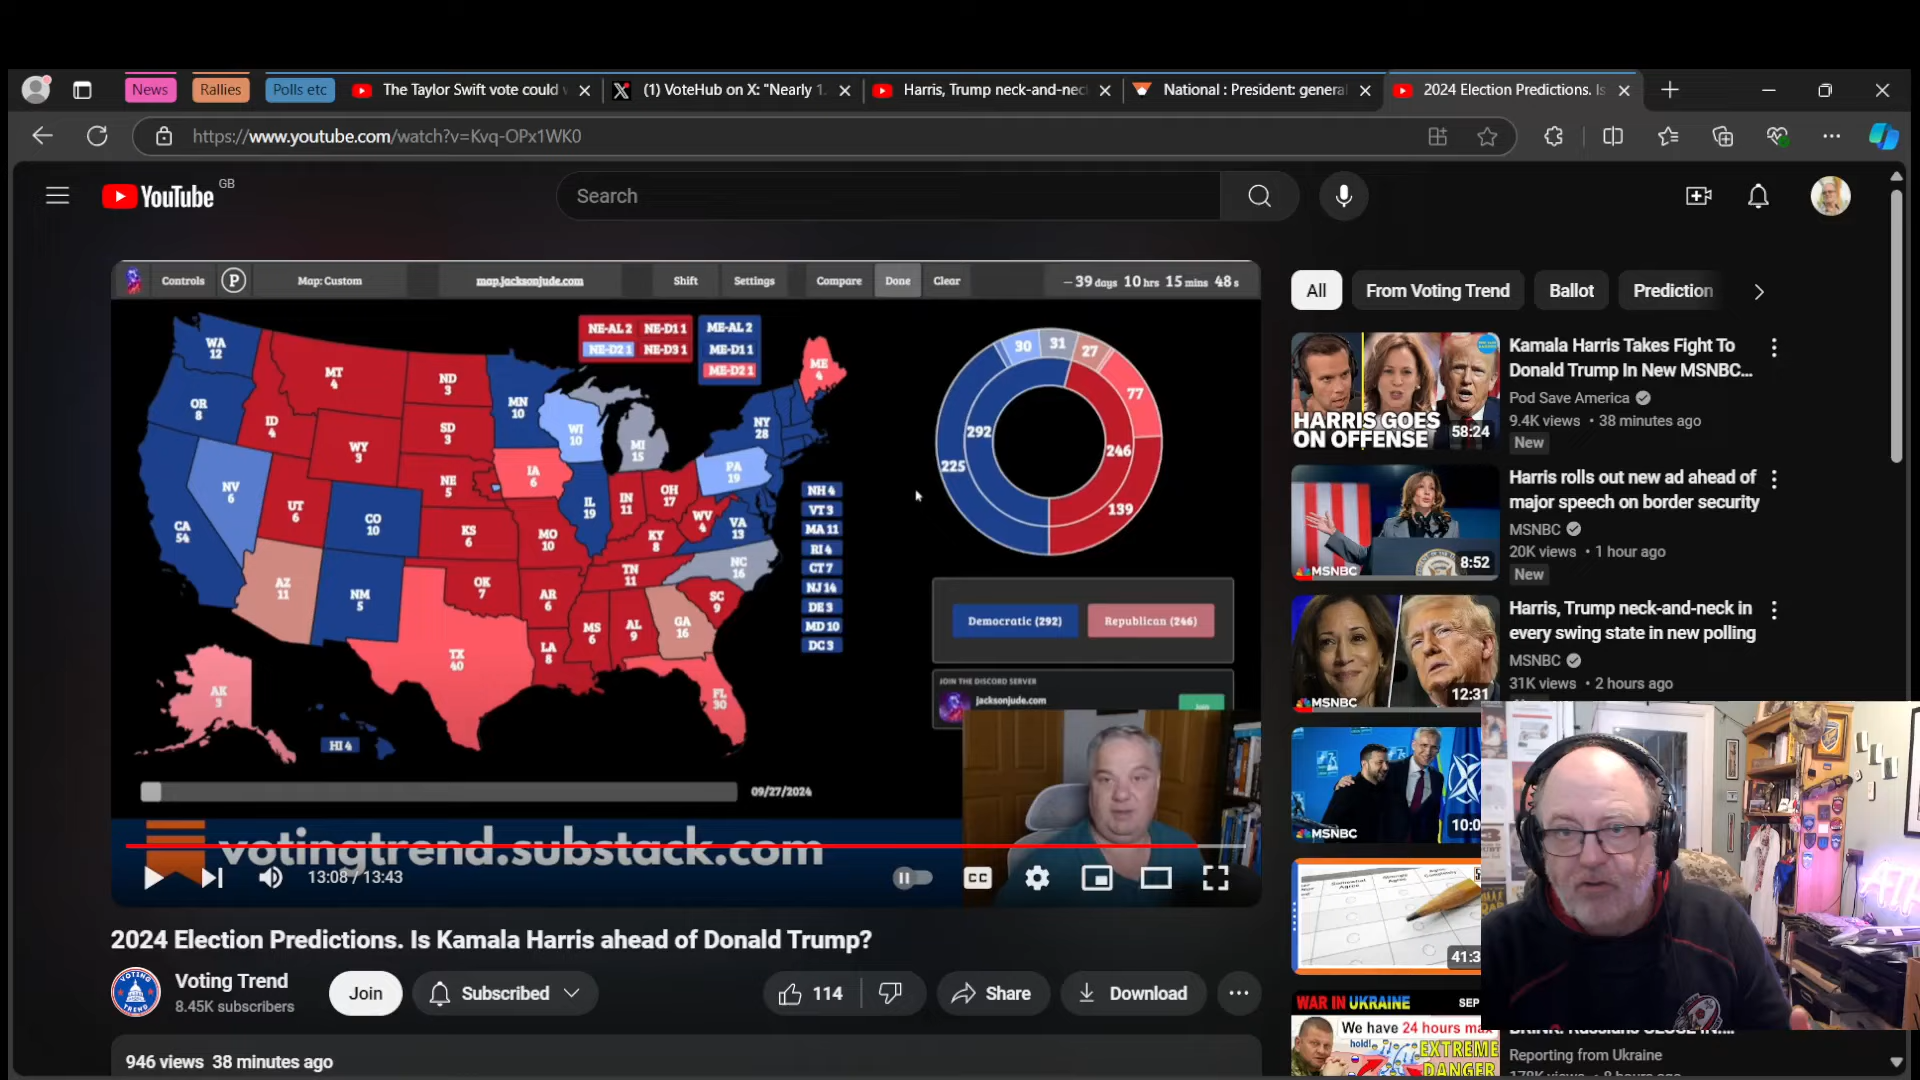 News
Rallies
Polls etc
The Taylor Swift vote could
(1) VoteHub on X: "Nearly 1
Harris, Trump neck-and-nec
National : President: general
2024 Election Predictions. Is
https://www.youtube.com/watch?v=Kvq-OPx1WK0
YouTube GB
Search
Controls
P
Map: Custom
map.jacksonjude.com
Shift
Settings
Compare
Done
Clear
– 39 days 10 hrs 15 mins 48 s
NE-AL 2 NE-D1 1
NE-D2 1 NE-D3 1
ME-AL 2
ME-D1 1
ME-D2 1
WA
12
OR
8
CA
54
NV
6
ID
4
MT
4
WY
3
UT
6
AZ
11
CO
10
NM
5
ND
3
SD
3
NE
5
KS
6
OK
7
TX
40
MN
10
IA
6
MO
10
AR
6
LA
8
WI
10
IL
19
MI
15
IN
11
OH
17
KY
8
TN
11
MS
6
AL
9
GA
16
FL
30
SC
9
NC
16
VA
13
WV
4
PA
19
NY
28
ME
4
AK
3
HI 4
NH 4
VT 3
MA 11
RI 4
CT 7
NJ 14
DE 3
MD 10
DC 3
30
31
27
77
292
246
225
139
Democratic (292)
Republican (246)
JOIN THE DISCORD SERVER
jacksonjude.com
Join
09/27/2024
votingtrend.substack.com
13:08 / 13:43
CC
2024 Election Predictions. Is Kamala Harris ahead of Donald Trump?
VOTING
TREND
Voting Trend
8.45K subscribers
Join
Subscribed
114
Share
Download
946 views 38 minutes ago
All
From Voting Trend
Ballot
Prediction
HARRIS GOES
ON OFFENSE
58:24
Kamala Harris Takes Fight To
Donald Trump In New MSNBC...
Pod Save America
9.4K views • 38 minutes ago
New
MSNBC
8:52
Harris rolls out new ad ahead of
major speech on border security
MSNBC
20K views • 1 hour ago
New
MSNBC
12:31
Harris, Trump neck-and-neck in
every swing state in new polling
MSNBC
31K views • 2 hours ago
MSNBC
10:0
41:3
WAR IN UKRAINE
SEP
We have 24 hours max
hold!
EXTREME
DANGER
Reporting from Ukraine